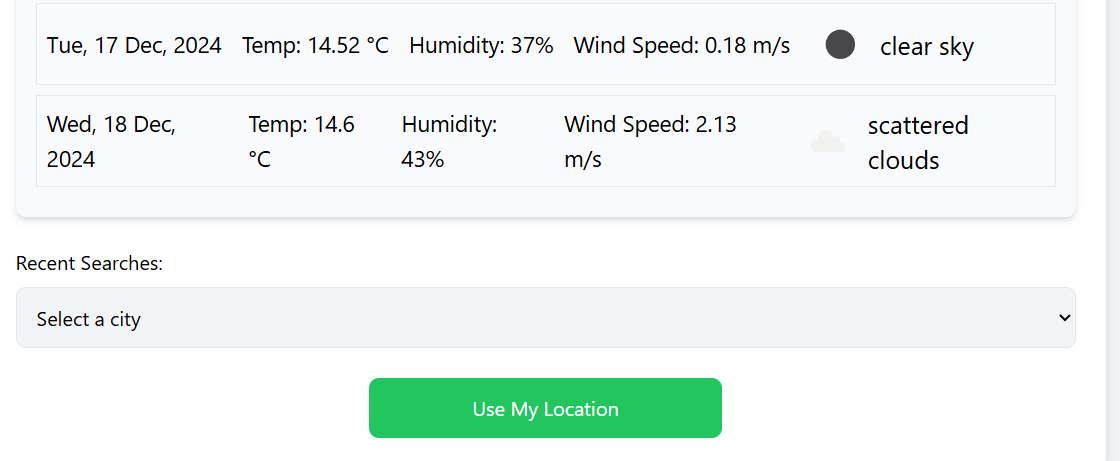 Tue, 17 Dec, 2024 Temp: 14.52 °C Humidity: 37% Wind Speed: 0.18 m/s clear sky
Wed, 18 Dec, 2024 Temp: 14.6 °C Humidity: 43% Wind Speed: 2.13 m/s scattered clouds
Recent Searches:
Select a city
Use My Location